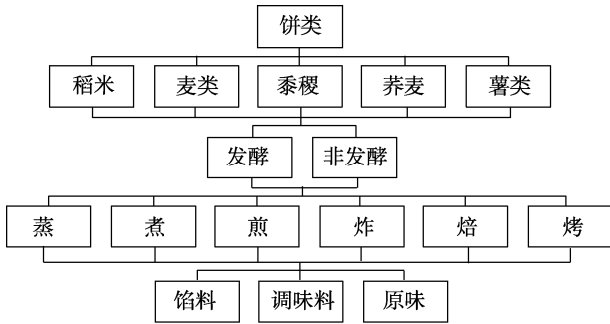 饼类
稻米 麦类 黍稷 荞麦 薯类
发酵 非发酵
蒸 煮 煎 炸 焙 烤
馅料 调味料 原味